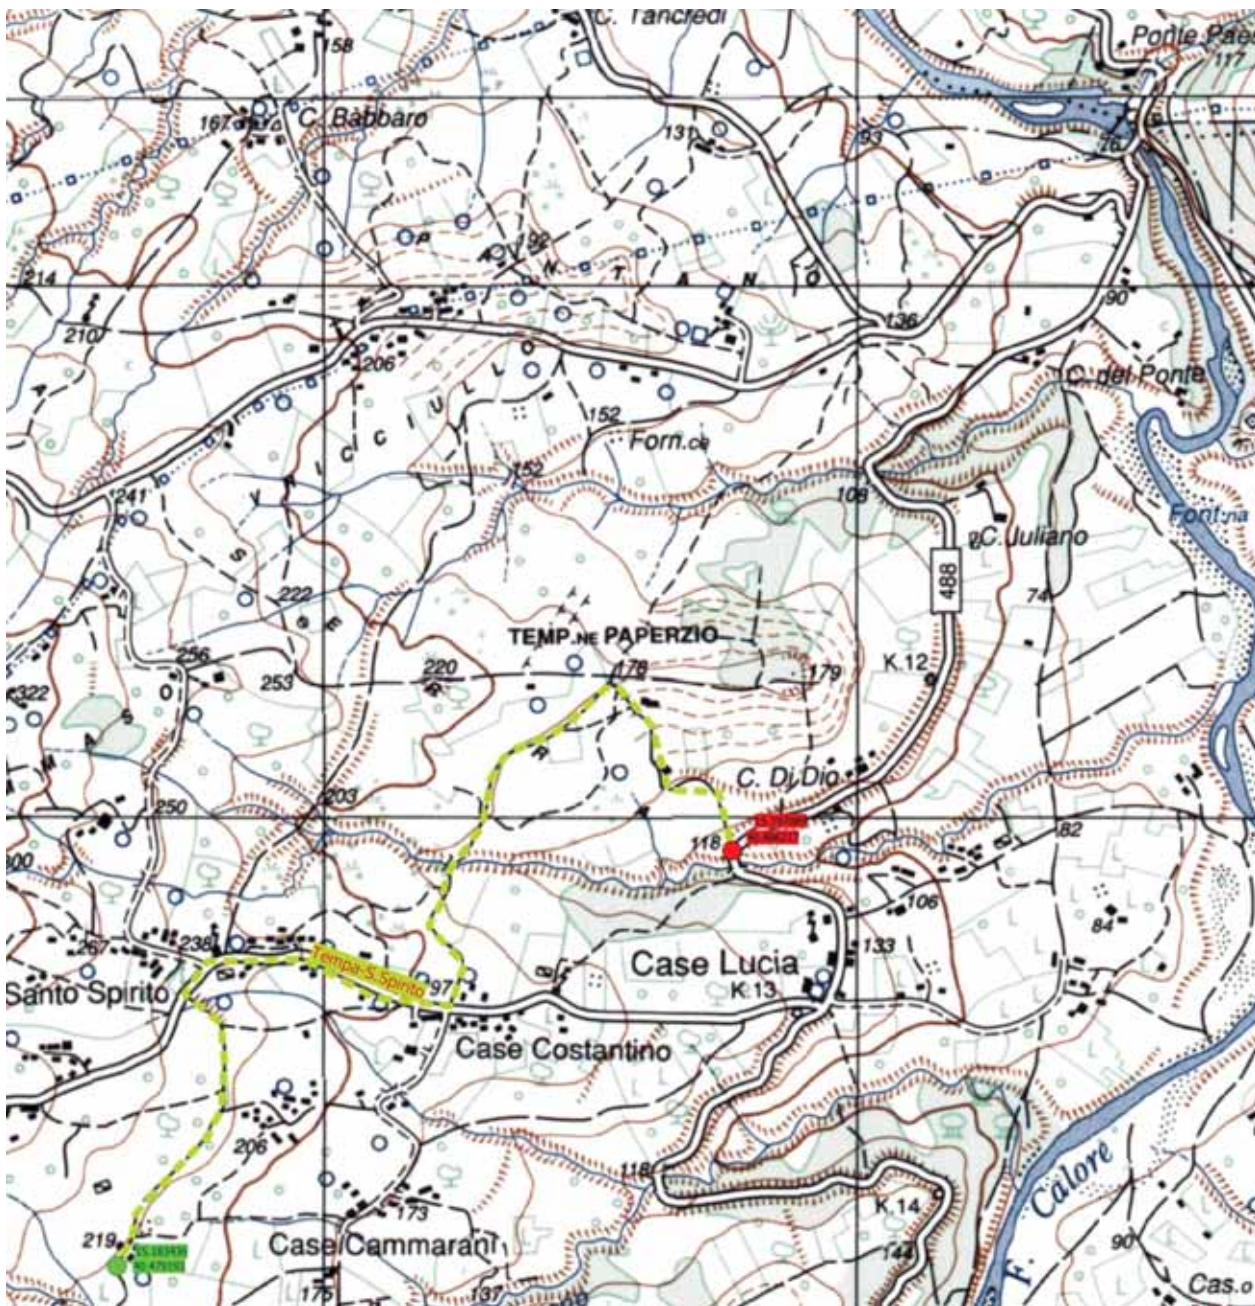 C. Tancredi
158
Ponte Paes
117
C. Babbaro
167
131
93
76
192
P A N T A N O
214
210
90
136
206
C. del Ponte
152
Forn.ce
152
241
108
C. Juliano
222
488
74
TEMP.NE PAPERZIO
256
220
178
179
K.12
253
322
C. Di Dio
203
250
82
118
106
84
267
238
133
Tempa-S.Spirito
Case Lucia
Santo Spirito
97
K.13
Case Costantino
206
118
F. Calore
K.14
173
219
Case Cammarani
144
90
175
137
Cas.